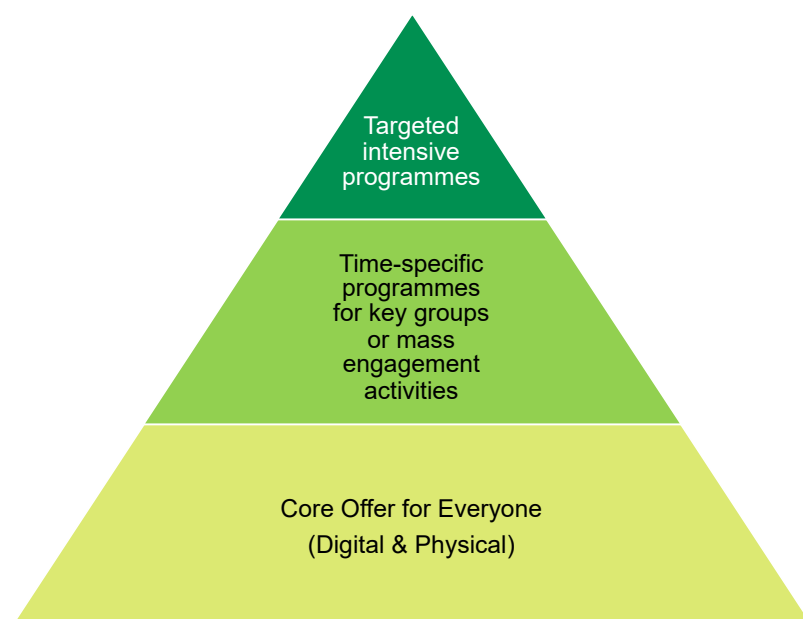 Targeted
intensive
programmes
Time-specific
programmes
for key groups
or mass
engagement
activities
Core Offer for Everyone
(Digital & Physical)